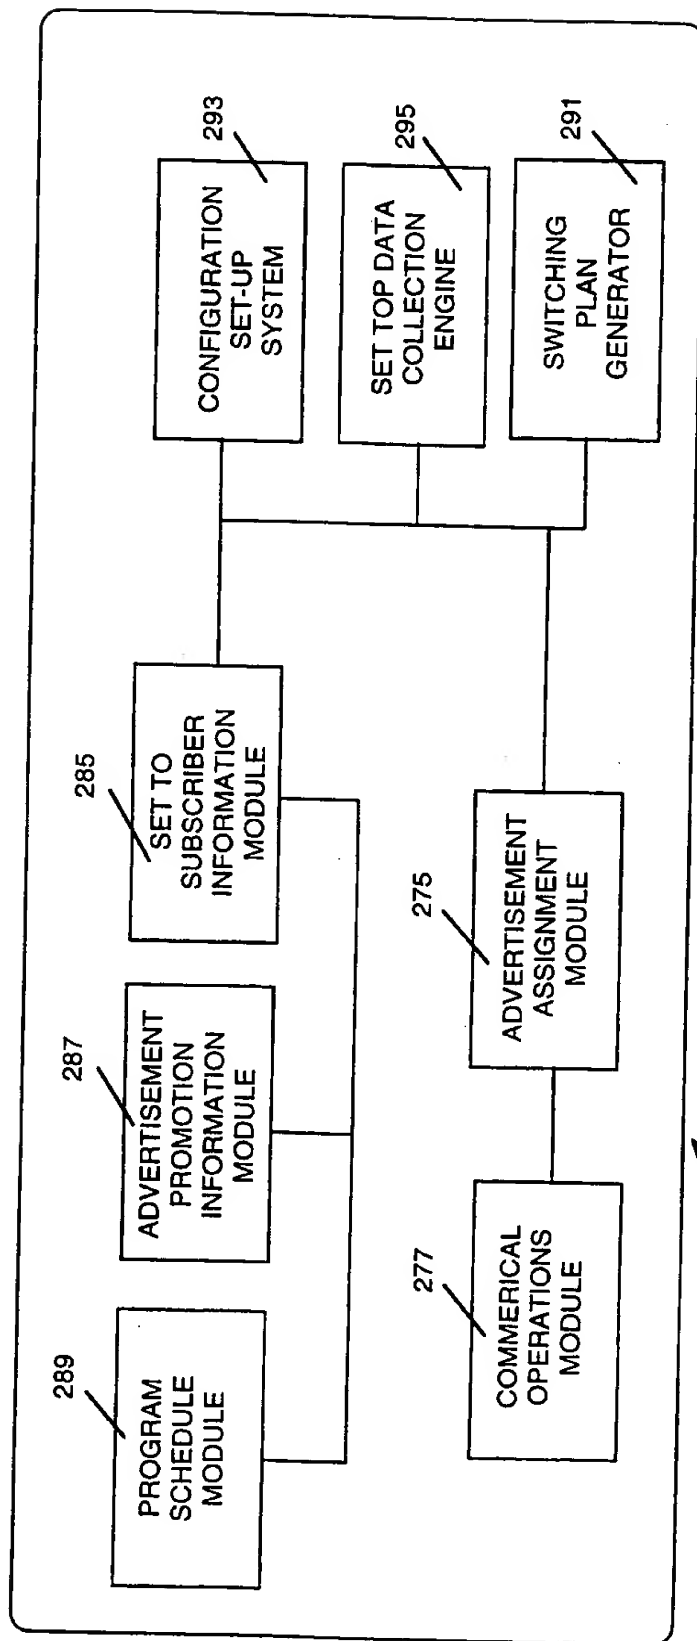 289
PROGRAM
SCHEDULE
MODULE
287
ADVERTISEMENT
PROMOTION
INFORMATION
MODULE
285
SET TO
SUBSCRIBER
INFORMATION
MODULE
293
CONFIGURATION
SET-UP
SYSTEM
295
SET TOP DATA
COLLECTION
ENGINE
291
SWITCHING
PLAN
GENERATOR
277
COMMERICAL
OPERATIONS
MODULE
275
ADVERTISEMENT
ASSIGNMENT
MODULE